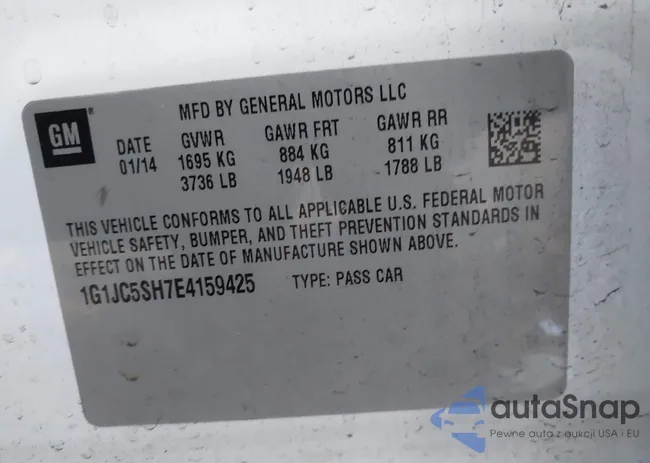 GM
MFD BY GENERAL MOTORS LLC
DATE GVWR GAWR FRT GAWR RR
01/14 1695 KG 884 KG 811 KG
3736 LB 1948 LB 1788 LB
THIS VEHICLE CONFORMS TO ALL APPLICABLE U.S. FEDERAL MOTOR
VEHICLE SAFETY, BUMPER, AND THEFT PREVENTION STANDARDS IN
EFFECT ON THE DATE OF MANUFACTURE SHOWN ABOVE.
1G1JC5SH7E4159425 TYPE: PASS CAR
autaSnap
Pewne auta z aukcji USA i EU